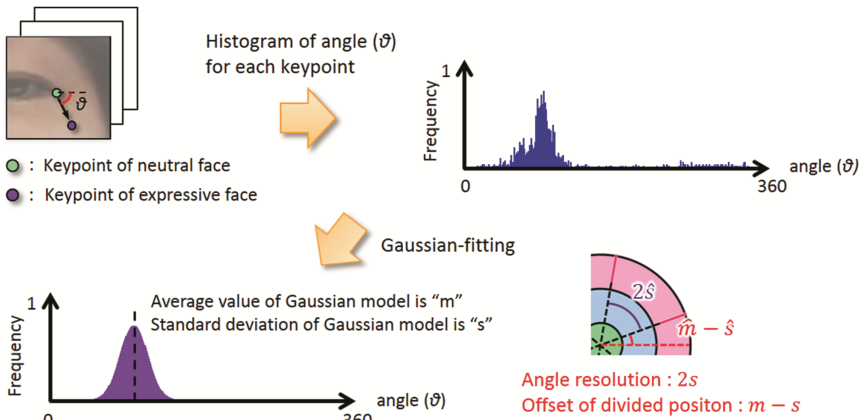 Histogram of angle (ϑ)
for each keypoint
ϑ
: Keypoint of neutral face
: Keypoint of expressive face
1
Frequency
0
360
angle (ϑ)
Gaussian-fitting
1
Frequency
0
360
angle (ϑ)
Average value of Gaussian model is “m”
Standard deviation of Gaussian model is “s”
2ŝ
m̂ − ŝ
Angle resolution : 2s
Offset of divided positon : m − s